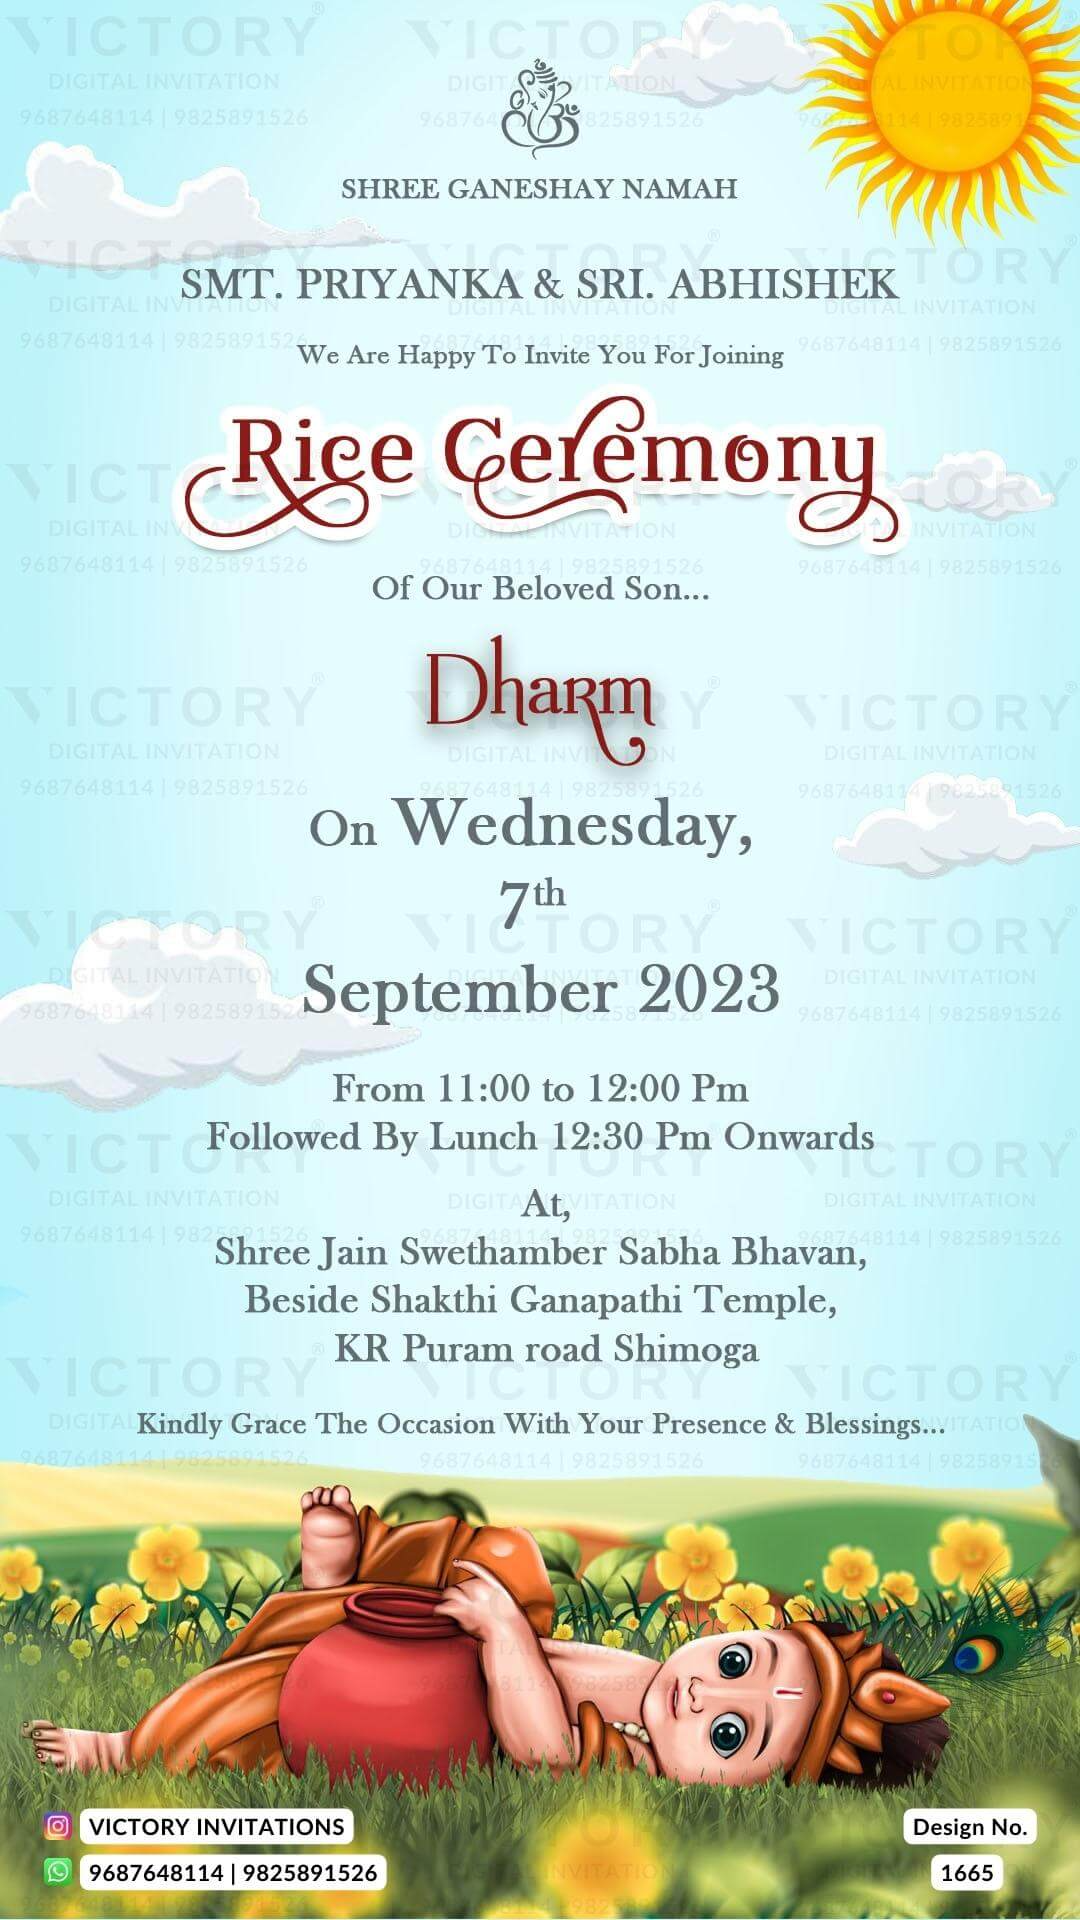 SHREE GANESHAY NAMAH
SMT. PRIYANKA & SRI. ABHISHEK
We Are Happy To Invite You For Joining
Rice Ceremony
Of Our Beloved Son...
Dharm
On Wednesday,
7th
September 2023
From 11:00 to 12:00 Pm
Followed By Lunch 12:30 Pm Onwards
At,
Shree Jain Swethamber Sabha Bhavan,
Beside Shakthi Ganapathi Temple,
KR Puram road Shimoga
Kindly Grace The Occasion With Your Presence & Blessings...
VICTORY INVITATIONS
9687648114 | 9825891526
Design No.
1665
VICTORY®
DIGITAL INVITATION
9687648114 | 9825891526